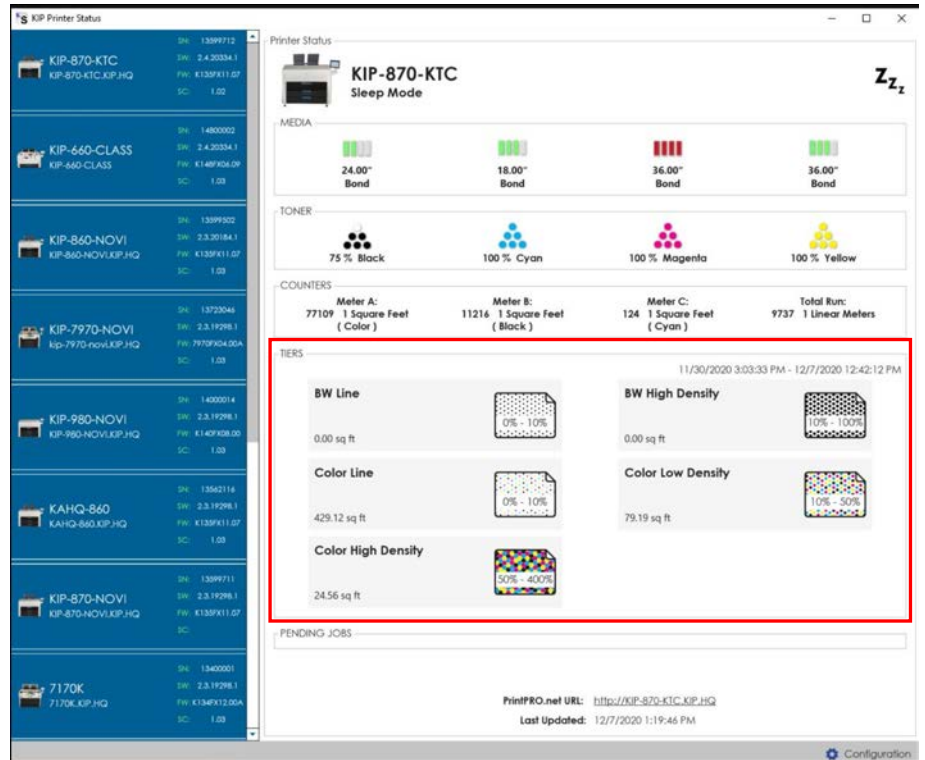 KIP Printer Status
KIP-870-KTC
KIP-870-KTC.KIP.HQ
SN: 13599712
SW: 2.4.20334.1
FW: K135FX11.07
SC: 1.02
KIP-660-CLASS
KIP-660-CLASS
SN: 14800002
SW: 2.4.20334.1
FW: K148FX06.09
SC: 1.03
KIP-860-NOVI
KIP-860-NOVI.KIP.HQ
SN: 13599502
SW: 2.3.20184.1
FW: K135FX11.07
SC: 1.03
KIP-7970-NOVI
kip-7970-novi.KIP.HQ
SN: 13723046
SW: 2.3.19298.1
FW: 7970FX04.00A
SC: 1.03
KIP-980-NOVI
KIP-980-NOVI.KIP.HQ
SN: 14000014
SW: 2.3.19298.1
FW: K140FX08.00
SC: 1.03
KAHQ-860
KAHQ-860.KIP.HQ
SN: 13562116
SW: 2.3.19298.1
FW: K135FX11.07
SC: 1.03
KIP-870-NOVI
KIP-870-NOVI.KIP.HQ
SN: 13599711
SW: 2.3.19298.1
FW: K135FX11.07
SC:
7170K
7170K.KIP.HQ
SN: 13400001
SW: 2.3.19298.1
FW: K134FX12.00A
SC: 1.03
Printer Status
KIP-870-KTC
Sleep Mode
Zzz
MEDIA
24.00" 18.00" 36.00" 36.00"
Bond Bond Bond Bond
TONER
75 % Black 100 % Cyan 100 % Magenta 100 % Yellow
COUNTERS
Meter A: Meter B: Meter C: Total Run:
77109 1 Square Feet 11216 1 Square Feet 124 1 Square Feet 9737 1 Linear Meters
( Color ) ( Black ) ( Cyan )
TIERS
11/30/2020 3:03:33 PM - 12/7/2020 12:42:12 PM
BW Line
0% - 10%
0.00 sq ft
BW High Density
10% - 100%
0.00 sq ft
Color Line
0% - 10%
429.12 sq ft
Color Low Density
10% - 50%
79.19 sq ft
Color High Density
50% - 400%
24.56 sq ft
PENDING JOBS
PrintPRO.net URL: http://KIP-870-KTC.KIP.HQ
Last Updated: 12/7/2020 1:19:46 PM
Configuration